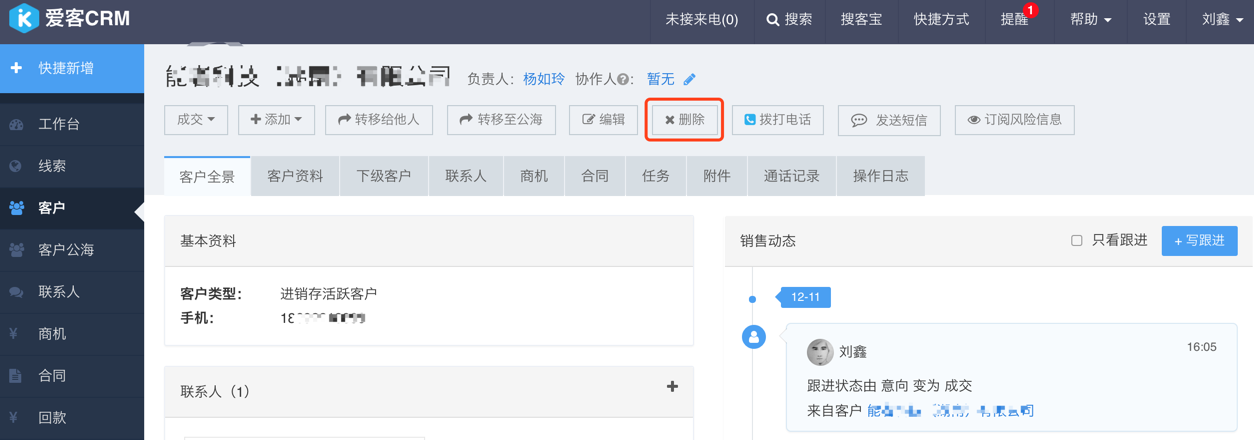 爱客CRM
未接来电(0) 搜索 搜客宝 快捷方式 提醒 1 帮助 设置 刘鑫
+ 快捷新增
工作台
线索
客户
客户公海
联系人
商机
合同
回款
负责人: 杨如玲 协作人?: 暂无
成交 添加 转移给他人 转移至公海 编辑 删除 拨打电话 发送短信 订阅风险信息
客户全景 客户资料 下级客户 联系人 商机 合同 任务 附件 通话记录 操作日志
基本资料
客户类型: 进销存活跃客户
手机:
联系人（1） +
销售动态 只看跟进 + 写跟进
12-11
刘鑫 16:05
跟进状态由 意向 变为 成交
来自客户